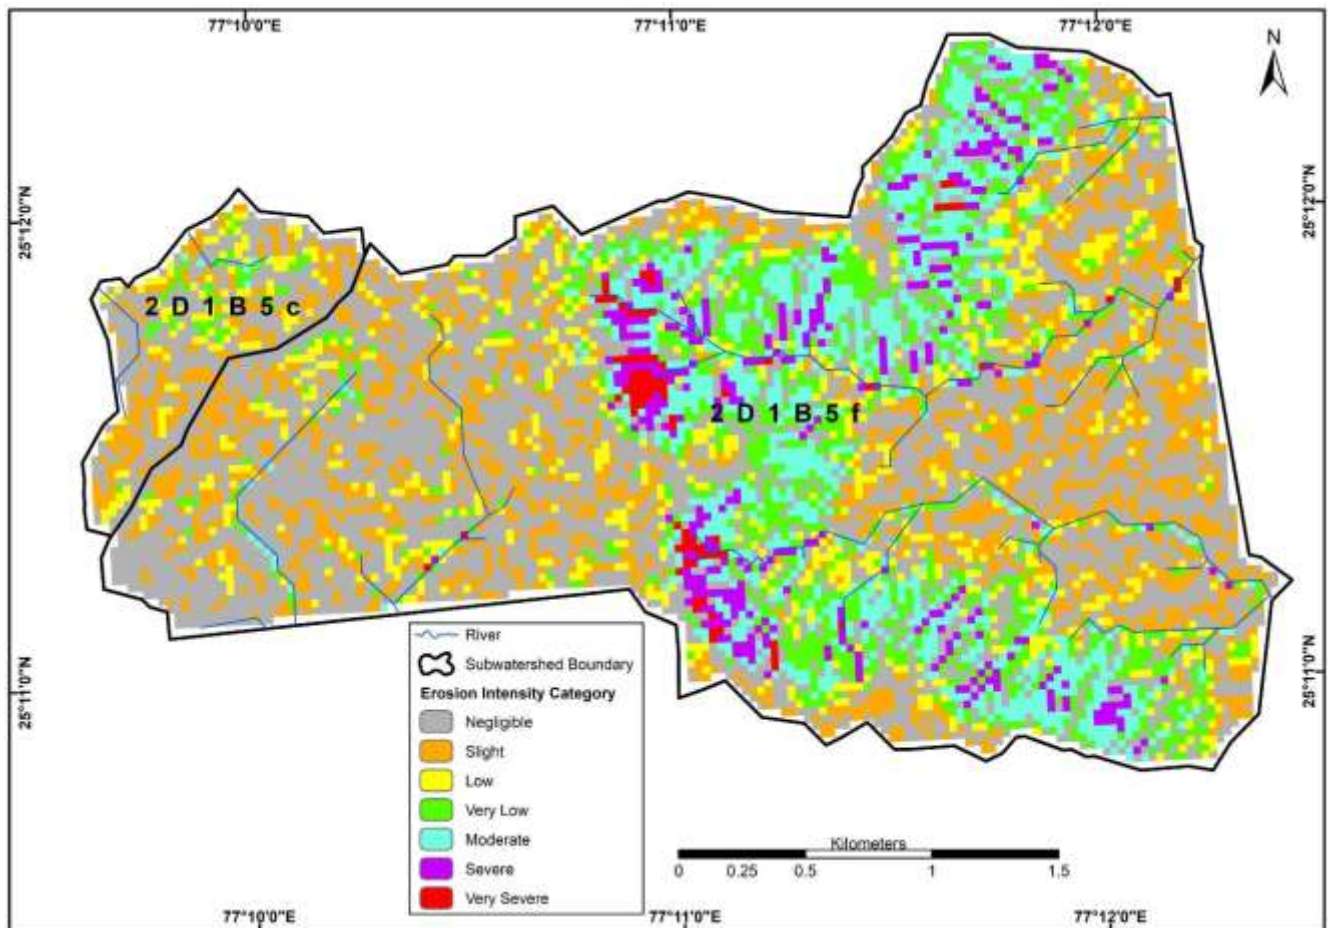 77°10'0"E 77°11'0"E 77°12'0"E
N
25°12'0"N 25°12'0"N
2 D 1 B 5 c
2 D 1 B 5 f
25°11'0"N 25°11'0"N
River
Subwatershed Boundary
Erosion Intensity Category
Negligible
Slight
Low
Very Low
Moderate
Severe
Very Severe
Kilometers
0 0.25 0.5 1 1.5
77°10'0"E 77°11'0"E 77°12'0"E